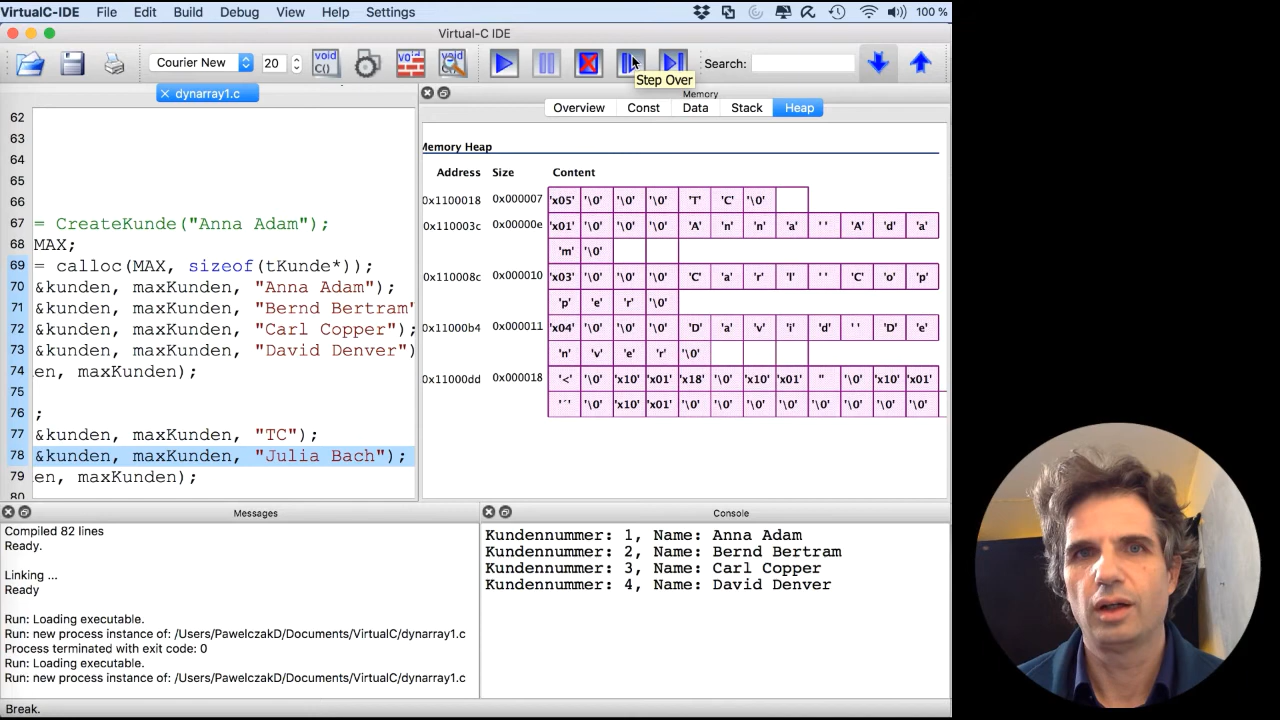 VirtualC-IDE File Edit Build Debug View Help Settings 100 %
VirtualC IDE
Courier New 20 void C() void void C() Search:
Step Over
dynarray1.c
62
63
64
65
66
67 = CreateKunde("Anna Adam");
68 MAX;
69 = calloc(MAX, sizeof(tKunde*));
70 &kunden, maxKunden, "Anna Adam");
71 &kunden, maxKunden, "Bernd Bertram"
72 &kunden, maxKunden, "Carl Copper");
73 &kunden, maxKunden, "David Denver")
74 en, maxKunden);
75
76 ;
77 &kunden, maxKunden, "TC");
78 &kunden, maxKunden, "Julia Bach");
79 en, maxKunden);
80
Memory
Overview Const Data Stack Heap
Memory Heap
Address Size Content
0x1100018 0x000007 'x05' '\0' '\0' '\0' 'T' 'C' '\0'
0x110003c 0x00000e 'x01' '\0' '\0' '\0' 'A' 'n' 'n' 'a' ' ' 'A' 'd' 'a'
'm' '\0'
0x110008c 0x000010 'x03' '\0' '\0' '\0' 'C' 'a' 'r' 'l' ' ' 'C' 'o' 'p'
'p' 'e' 'r' '\0'
0x11000b4 0x000011 'x04' '\0' '\0' '\0' 'D' 'a' 'v' 'i' 'd' ' ' 'D' 'e'
'n' 'v' 'e' 'r' '\0'
0x11000dd 0x000018 '<' '\0' 'x10' 'x01' 'x18' '\0' 'x10' 'x01' '' '\0' 'x10' 'x01'
'´' '\0' 'x10' 'x01' '\0' '\0' '\0' '\0' '\0' '\0' '\0' '\0'
Messages
Compiled 82 lines
Ready.
Linking ...
Ready
Run: Loading executable.
Run: new process instance of: /Users/PawelczakD/Documents/VirtualC/dynarray1.c
Process terminated with exit code: 0
Run: Loading executable.
Run: new process instance of: /Users/PawelczakD/Documents/VirtualC/dynarray1.c
Console
Kundennummer: 1, Name: Anna Adam
Kundennummer: 2, Name: Bernd Bertram
Kundennummer: 3, Name: Carl Copper
Kundennummer: 4, Name: David Denver
Break.